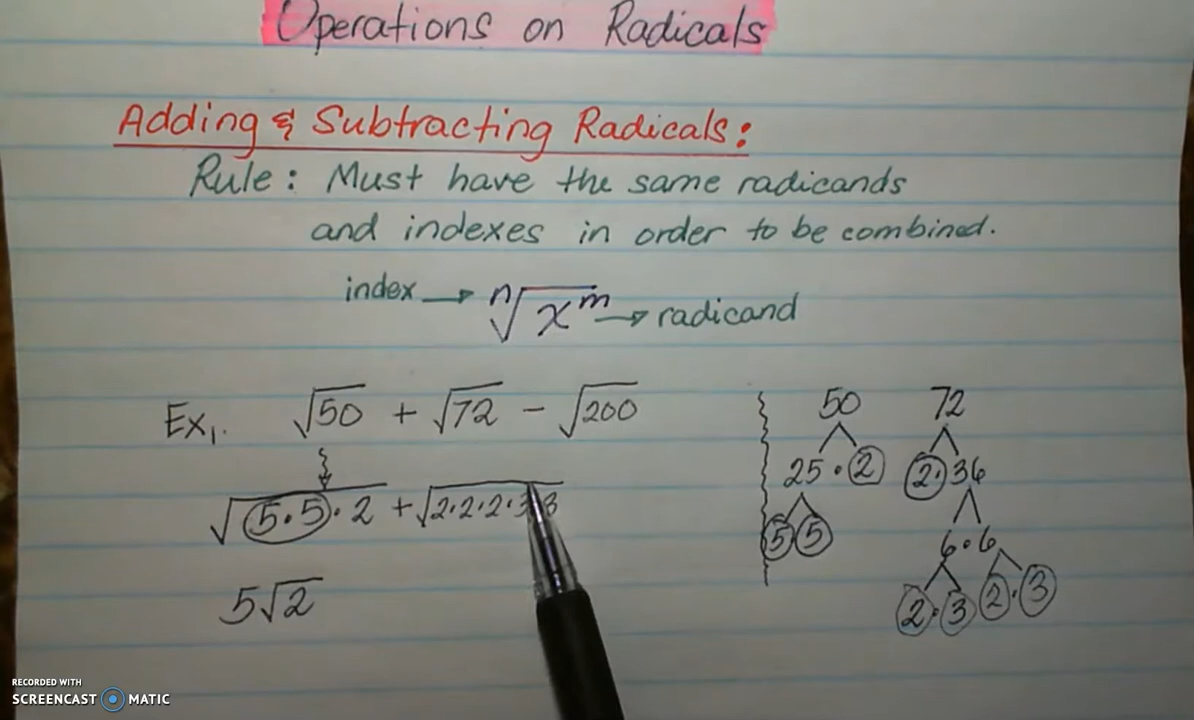 Operations on Radicals
Adding & Subtracting Radicals:
Rule: Must have the same radicands
and indexes in order to be combined.
index → ⁿ√xᵐ → radicand
Ex₁. √50 + √72 − √200
√5·5·2 + √2·2·2·3·3
5√2
50 72
25·2 2·36
5 5 6·6
2·3 2·3
RECORDED WITH
SCREENCAST MATIC